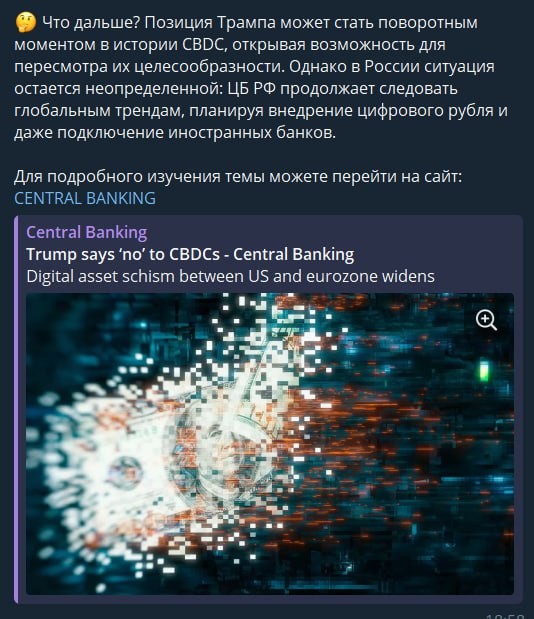 🤔 Что дальше? Позиция Трампа может стать поворотным
моментом в истории CBDC, открывая возможность для
пересмотра их целесообразности. Однако в России ситуация
остается неопределенной: ЦБ РФ продолжает следовать
глобальным трендам, планируя внедрение цифрового рубля и
даже подключение иностранных банков.
Для подробного изучения темы можете перейти на сайт:
CENTRAL BANKING
Central Banking
Trump says ‘no’ to CBDCs - Central Banking
Digital asset schism between US and eurozone widens